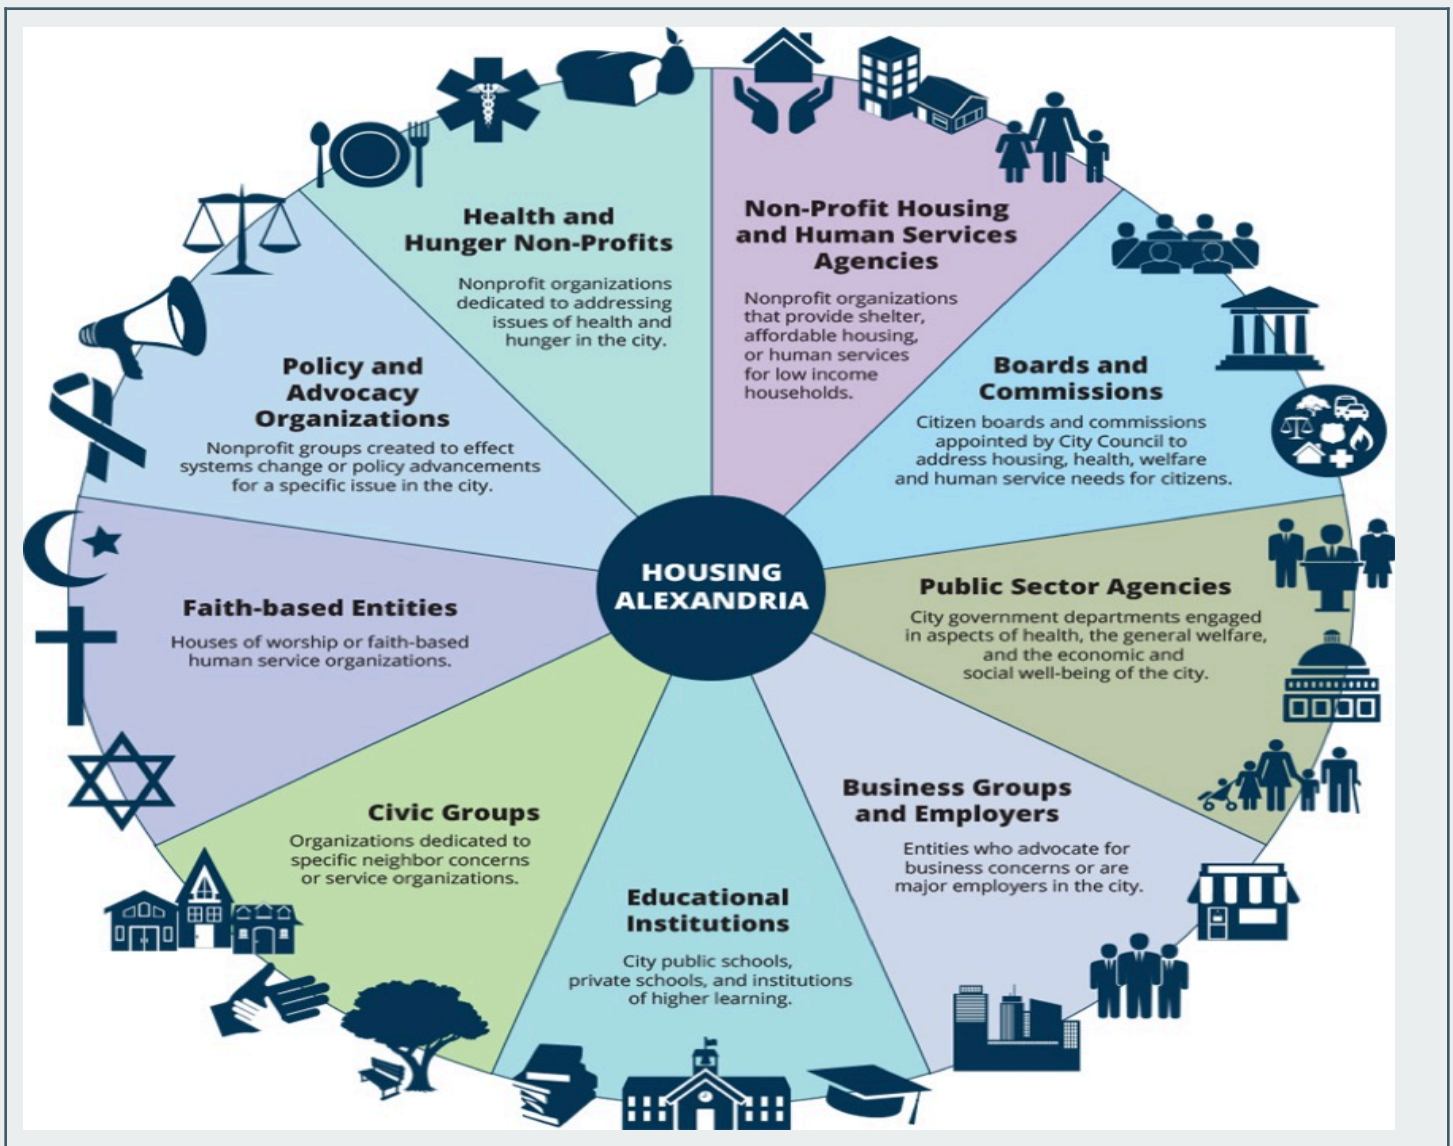 Health and
Hunger Non-Profits
Nonprofit organizations
dedicated to addressing
issues of health and
hunger in the city.
Non-Profit Housing
and Human Services
Agencies
Nonprofit organizations
that provide shelter,
affordable housing,
or human services
for low income
households.
Boards and
Commissions
Citizen boards and commissions
appointed by City Council to
address housing, health, welfare
and human service needs for citizens.
Public Sector Agencies
City government departments engaged
in aspects of health, the general welfare,
and the economic and
social well-being of the city.
Business Groups
and Employers
Entities who advocate for
business concerns or are
major employers in the city.
Educational
Institutions
City public schools,
private schools, and institutions
of higher learning.
Civic Groups
Organizations dedicated to
specific neighbor concerns
or service organizations.
Faith-based Entities
Houses of worship or faith-based
human service organizations.
Policy and
Advocacy
Organizations
Nonprofit groups created to effect
systems change or policy advancements
for a specific issue in the city.
HOUSING
ALEXANDRIA